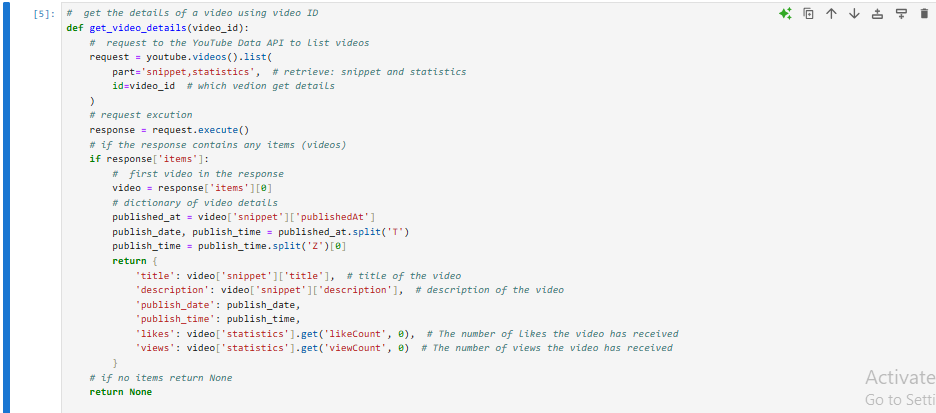 [5]: #  get the details of a video using video ID
def get_video_details(video_id):
    #  request to the YouTube Data API to list videos
    request = youtube.videos().list(
        part='snippet,statistics',  # retrieve: snippet and statistics
        id=video_id  # which vedion get details
    )
    # request excution
    response = request.execute()
    # if the response contains any items (videos)
    if response['items']:
        #  first video in the response
        video = response['items'][0]
        # dictionary of video details
        published_at = video['snippet']['publishedAt']
        publish_date, publish_time = published_at.split('T')
        publish_time = publish_time.split('Z')[0]
        return {
            'title': video['snippet']['title'],  # title of the video
            'description': video['snippet']['description'],  # description of the video
            'publish_date': publish_date,
            'publish_time': publish_time,
            'likes': video['statistics'].get('likeCount', 0),  # The number of likes the video has received
            'views': video['statistics'].get('viewCount', 0)  # The number of views the video has received
        }
    # if no items return None
    return None
Activate
Go to Setti